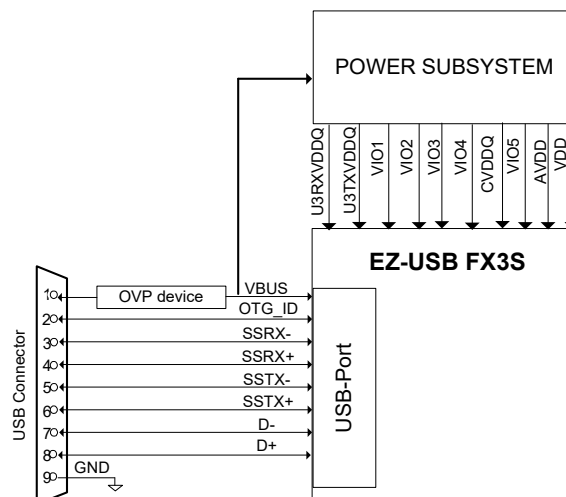 POWER SUBSYSTEM
U3RXVDDQ
U3TXVDDQ
VIO1
VIO2
VIO3
VIO4
CVDDQ
VIO5
AVDD
VDD
EZ-USB FX3S
USB Connector
1
OVP device
VBUS
2
OTG_ID
3
SSRX-
4
SSRX+
5
SSTX-
6
SSTX+
7
D-
8
D+
9
GND
USB-Port